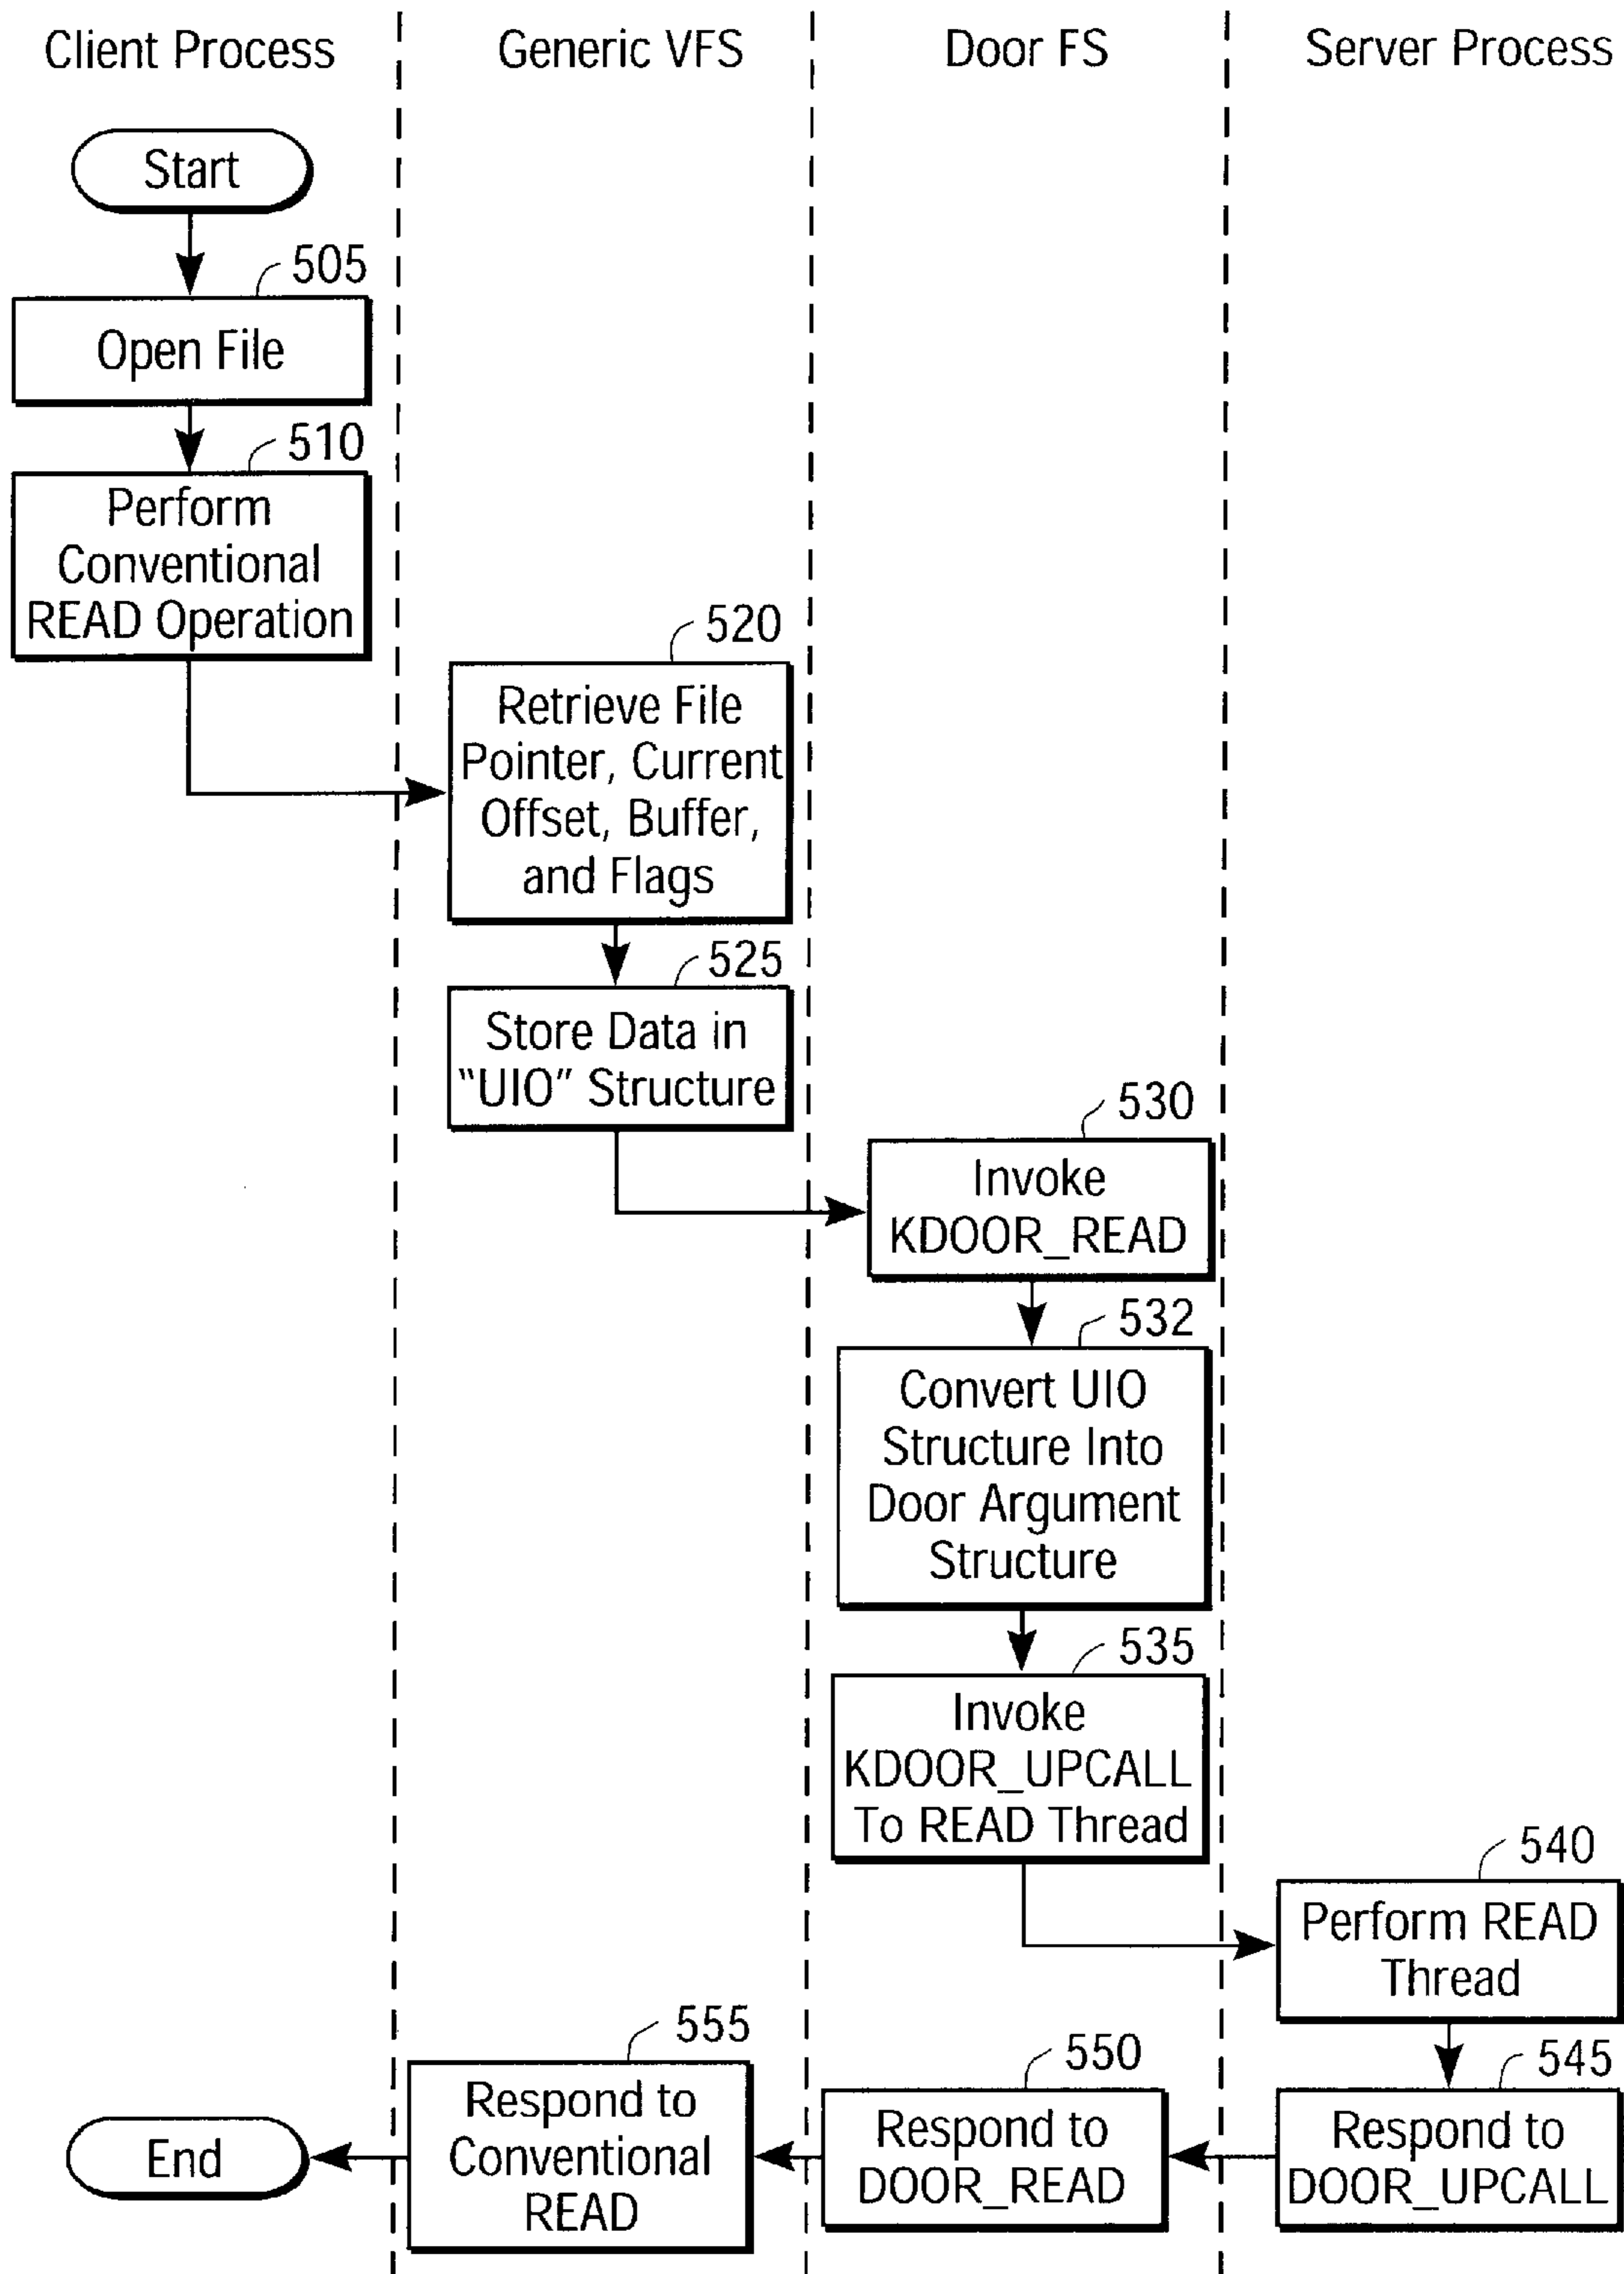 Client Process
Generic VFS
Door FS
Server Process
Start
505
Open File
510
Perform
Conventional
READ Operation
520
Retrieve File
Pointer, Current
Offset, Buffer,
and Flags
525
Store Data in
“UIO” Structure
530
Invoke
KDOOR_READ
532
Convert UIO
Structure Into
Door Argument
Structure
535
Invoke
KDOOR_UPCALL
To READ Thread
540
Perform READ
Thread
545
Respond to
DOOR_UPCALL
550
Respond to
DOOR_READ
555
Respond to
Conventional
READ
End